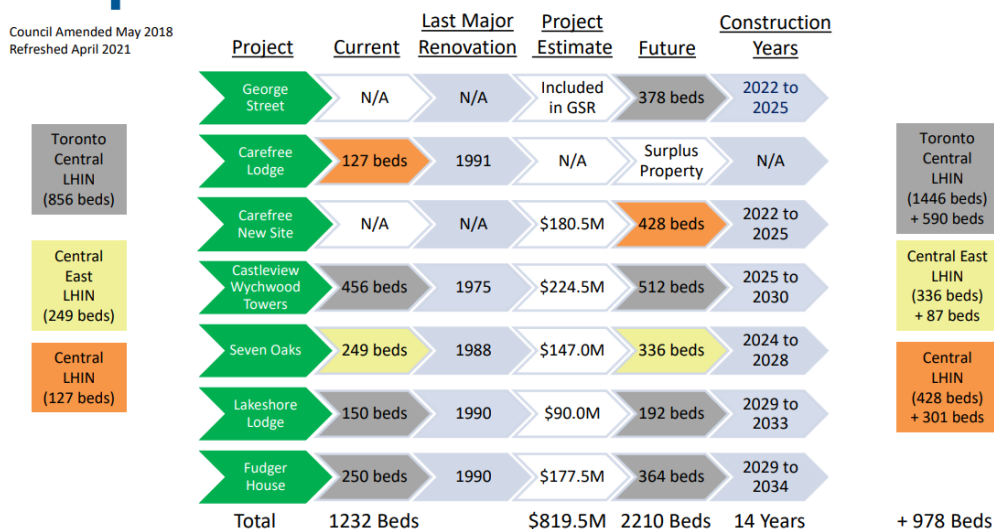 Council Amended May 2018
Refreshed April 2021
Project
Current
Last Major
Renovation
Project
Estimate
Future
Construction
Years
George
Street
N/A
N/A
Included
in GSR
378 beds
2022 to
2025
Carefree
Lodge
127 beds
1991
N/A
Surplus
Property
N/A
Carefree
New Site
N/A
N/A
$180.5M
428 beds
2022 to
2025
Castleview
Wychwood
Towers
456 beds
1975
$224.5M
512 beds
2025 to
2030
Seven Oaks
249 beds
1988
$147.0M
336 beds
2024 to
2028
Lakeshore
Lodge
150 beds
1990
$90.0M
192 beds
2029 to
2033
Fudger
House
250 beds
1990
$177.5M
364 beds
2029 to
2034
Total
1232 Beds
$819.5M
2210 Beds
14 Years
+ 978 Beds
Toronto
Central
LHIN
(856 beds)
Central
East
LHIN
(249 beds)
Central
LHIN
(127 beds)
Toronto
Central
LHIN
(1446 beds)
+ 590 beds
Central East
LHIN
(336 beds)
+ 87 beds
Central
LHIN
(428 beds)
+ 301 beds